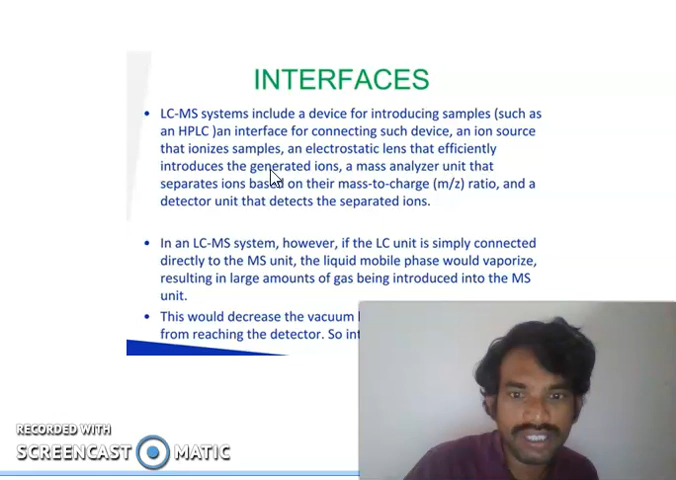 INTERFACES
• LC-MS systems include a device for introducing samples (such as
an HPLC )an interface for connecting such device, an ion source
that ionizes samples, an electrostatic lens that efficiently
introduces the generated ions, a mass analyzer unit that
separates ions based on their mass-to-charge (m/z) ratio, and a
detector unit that detects the separated ions.
• In an LC-MS system, however, if the LC unit is simply connected
directly to the MS unit, the liquid mobile phase would vaporize,
resulting in large amounts of gas being introduced into the MS
unit.
• This would decrease the vacuum
from reaching the detector. So
RECORDED WITH
SCREENCAST MATIC